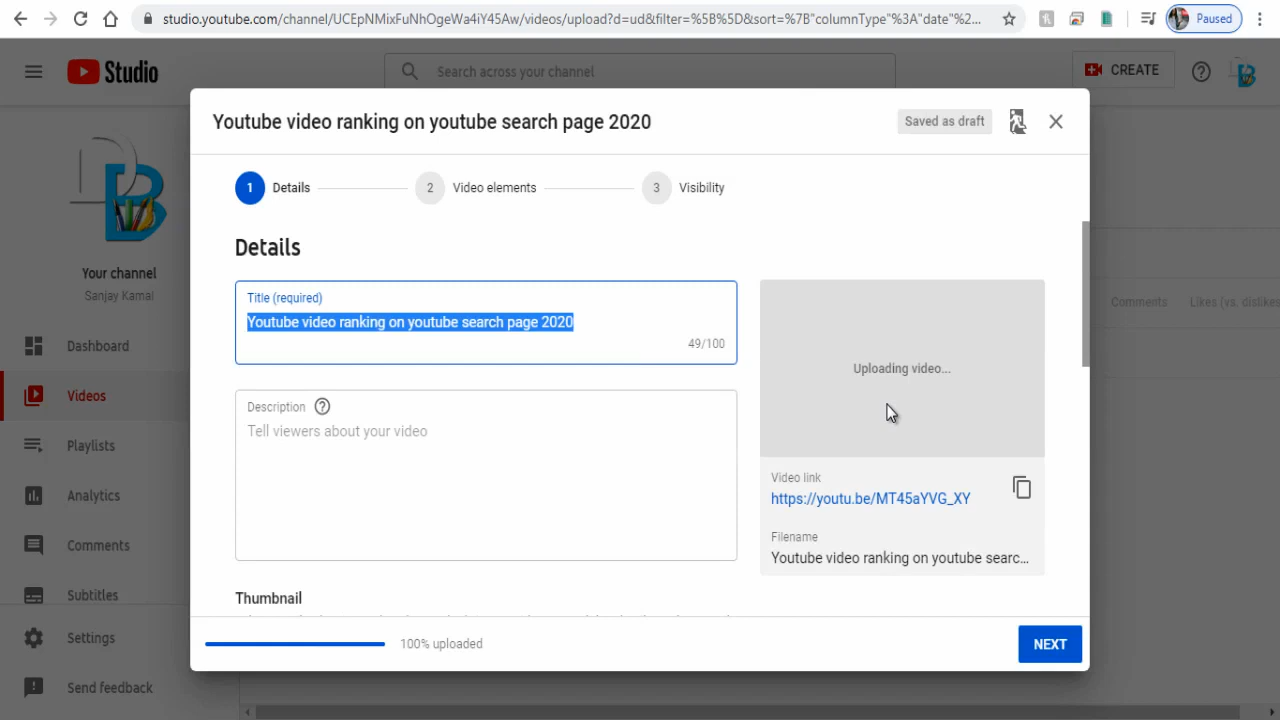 studio.youtube.com/channel/UCEpNMixFuNhOgeWa4iY45Aw/videos/upload?d=ud&filter=%5B%5D&sort=%7B"columnType"%3A"date"%2...
Paused
Studio
Search across your channel
CREATE
Youtube video ranking on youtube search page 2020
Saved as draft
1 Details
2 Video elements
3 Visibility
Details
Your channel
Sanjay Kamal
Dashboard
Videos
Playlists
Analytics
Comments
Subtitles
Settings
Send feedback
Title (required)
Youtube video ranking on youtube search page 2020
49/100
Description
Tell viewers about your video
Thumbnail
Uploading video...
Video link
https://youtu.be/MT45aYVG_XY
Filename
Youtube video ranking on youtube searc...
Comments
Likes (vs. dislikes
100% uploaded
NEXT